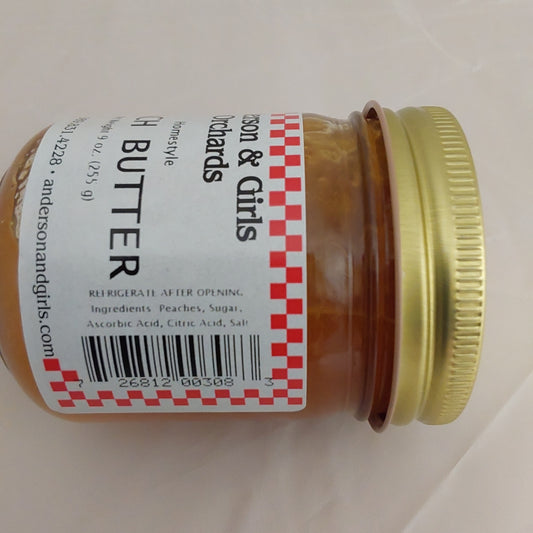 rson & Girls
Orchards
Homestyle
CH BUTTER
9 oz. (255 g)
.4228 • andersonandgirls.com
REFRIGERATE AFTER OPENING
Ingredients Peaches, Sugar,
Ascorbic Acid, Citric Acid, Salt
7 26812 00308 3